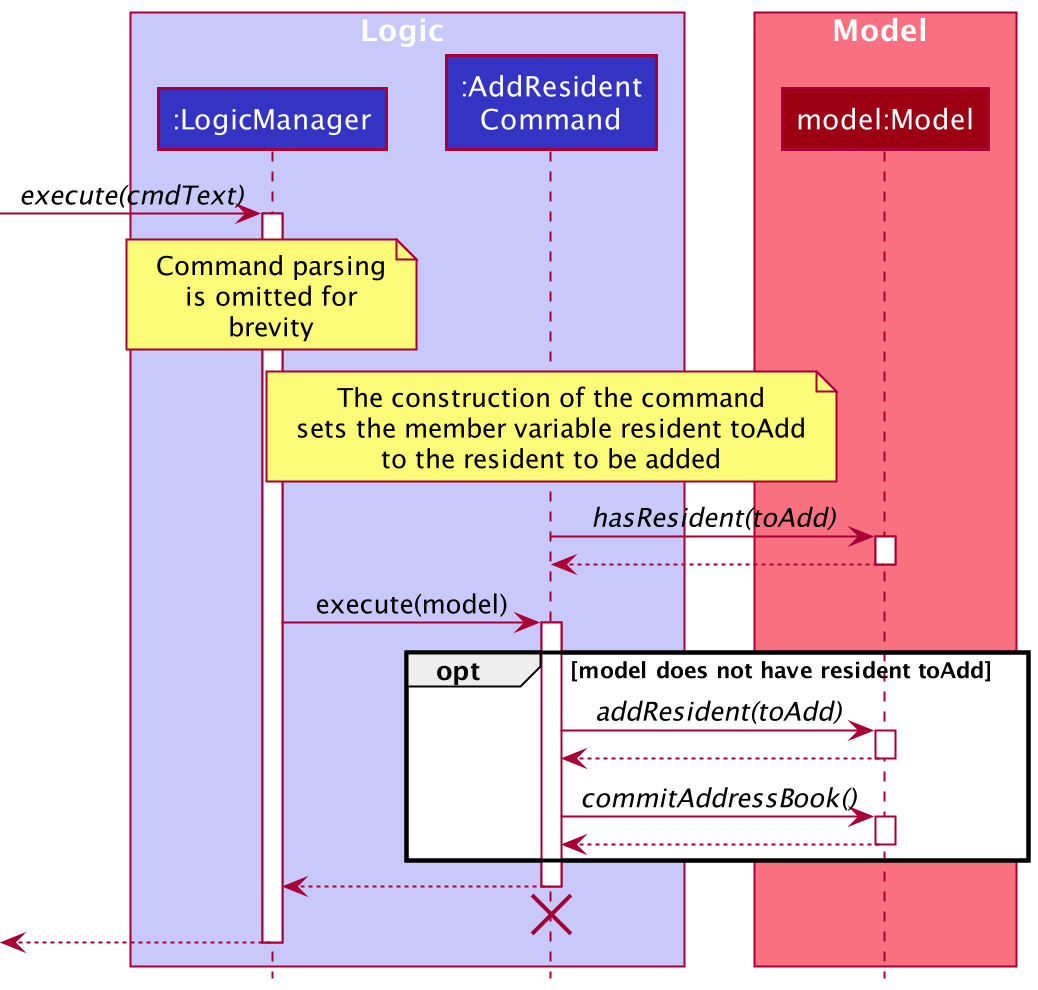 Logic
Model
:LogicManager
:AddResident
Command
model:Model
execute(cmdText)
Command parsing
is omitted for
brevity
The construction of the command
sets the member variable resident toAdd
to the resident to be added
hasResident(toAdd)
execute(model)
opt
[model does not have resident toAdd]
addResident(toAdd)
commitAddressBook()